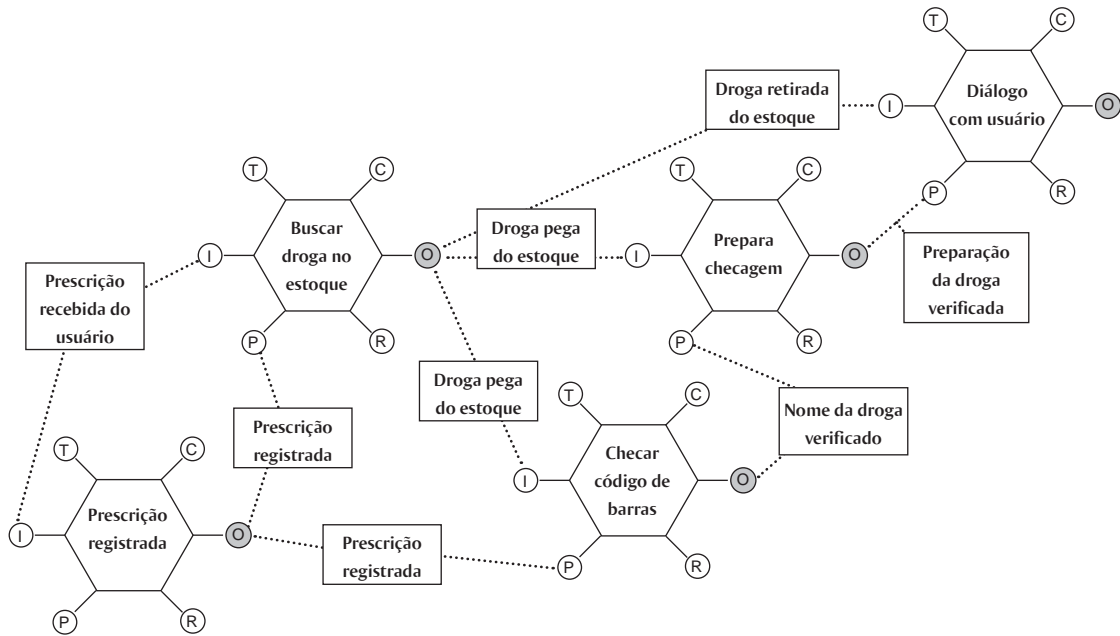 T
C
Droga retirada
do estoque
I
Diálogo
com usuário
O
T
C
T
C
P
R
Buscar
droga no
estoque
Droga pega
do estoque
Prepara
checagem
I
O
I
O
Preparação
da droga
verificada
Prescrição
recebida do
usuário
P
R
P
R
Droga pega
do estoque
T
C
Nome da droga
verificado
Prescrição
registrada
T
C
Checar
código de
barras
I
O
Prescrição
registrada
I
O
Prescrição
registrada
P
R
P
R